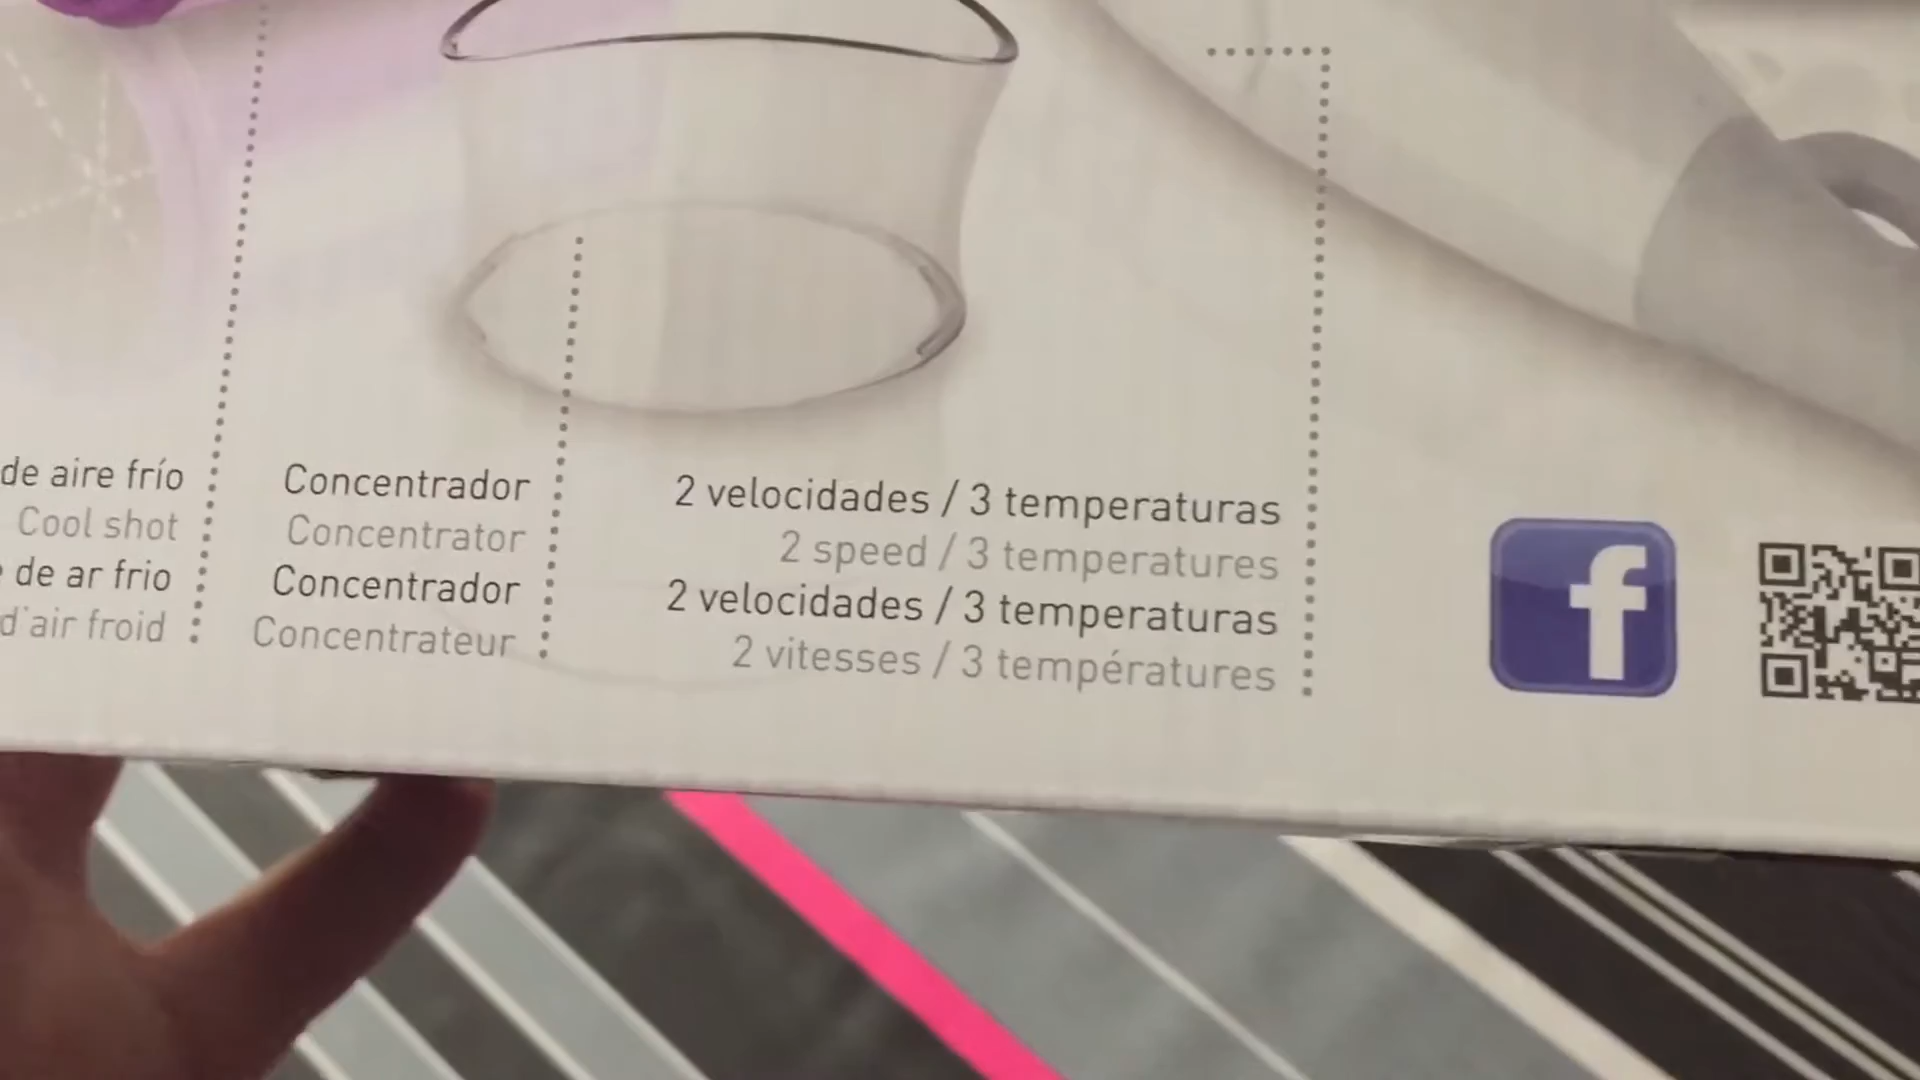 de aire frío
Cool shot
de ar frio
d'air froid
Concentrador
Concentrator
Concentrador
Concentrateur
2 velocidades / 3 temperaturas
2 speed / 3 temperatures
2 velocidades / 3 temperaturas
2 vitesses / 3 températures
f